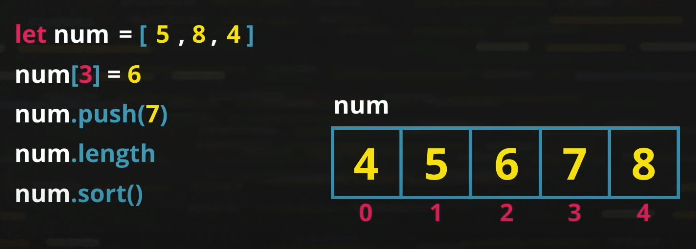 let num = [ 5 , 8 , 4 ]
num[3] = 6
num.push(7)
num.length
num.sort()
num
4 5 6 7 8
0 1 2 3 4